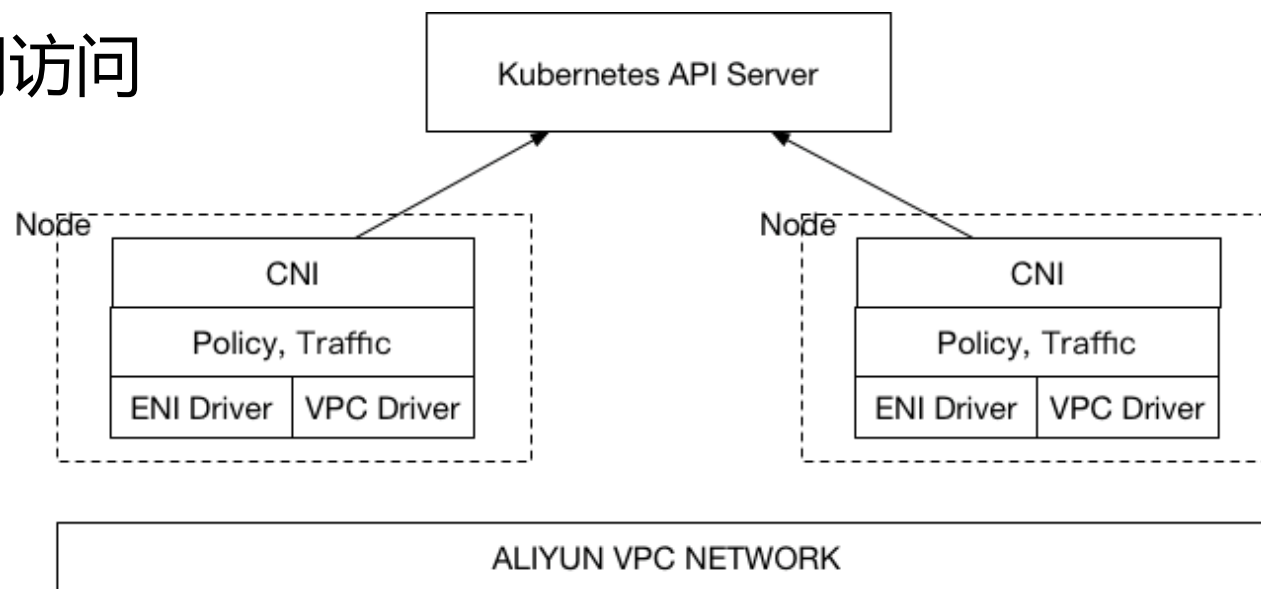 访问
Kubernetes API Server
Node
Node
CNI
CNI
Policy, Traffic
Policy, Traffic
ENI Driver
VPC Driver
ENI Driver
VPC Driver
ALIYUN VPC NETWORK